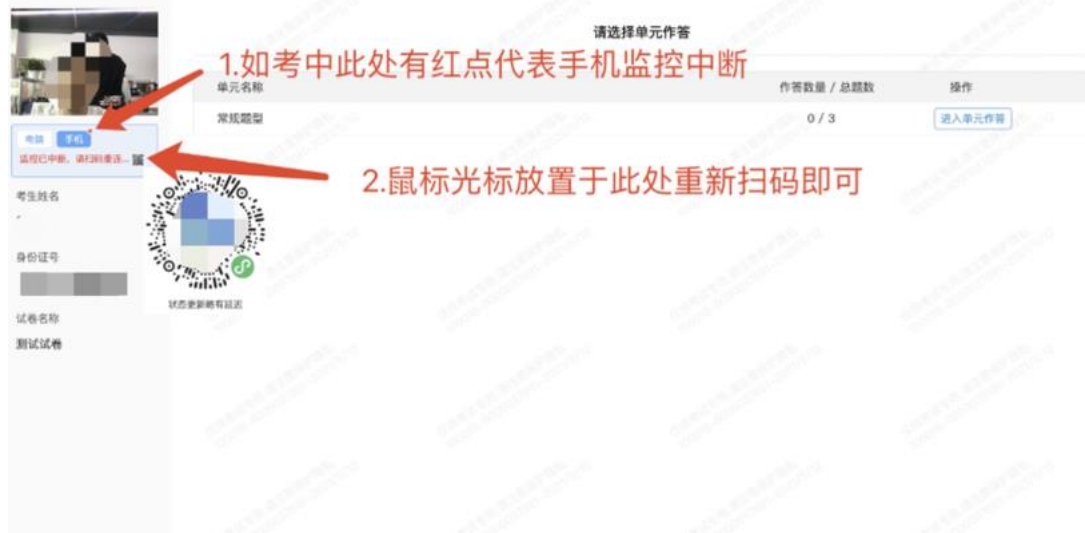 请选择单元作答
1.如考中此处有红点代表手机监控中断
单元名称 作答数量 / 总题数 操作
常规题型 0 / 3 进入单元作答
电脑 手机
监控已中断，请扫码重连...
2.鼠标光标放置于此处重新扫码即可
考生姓名
身份证号
状态更新略有延迟
试卷名称
测试试卷